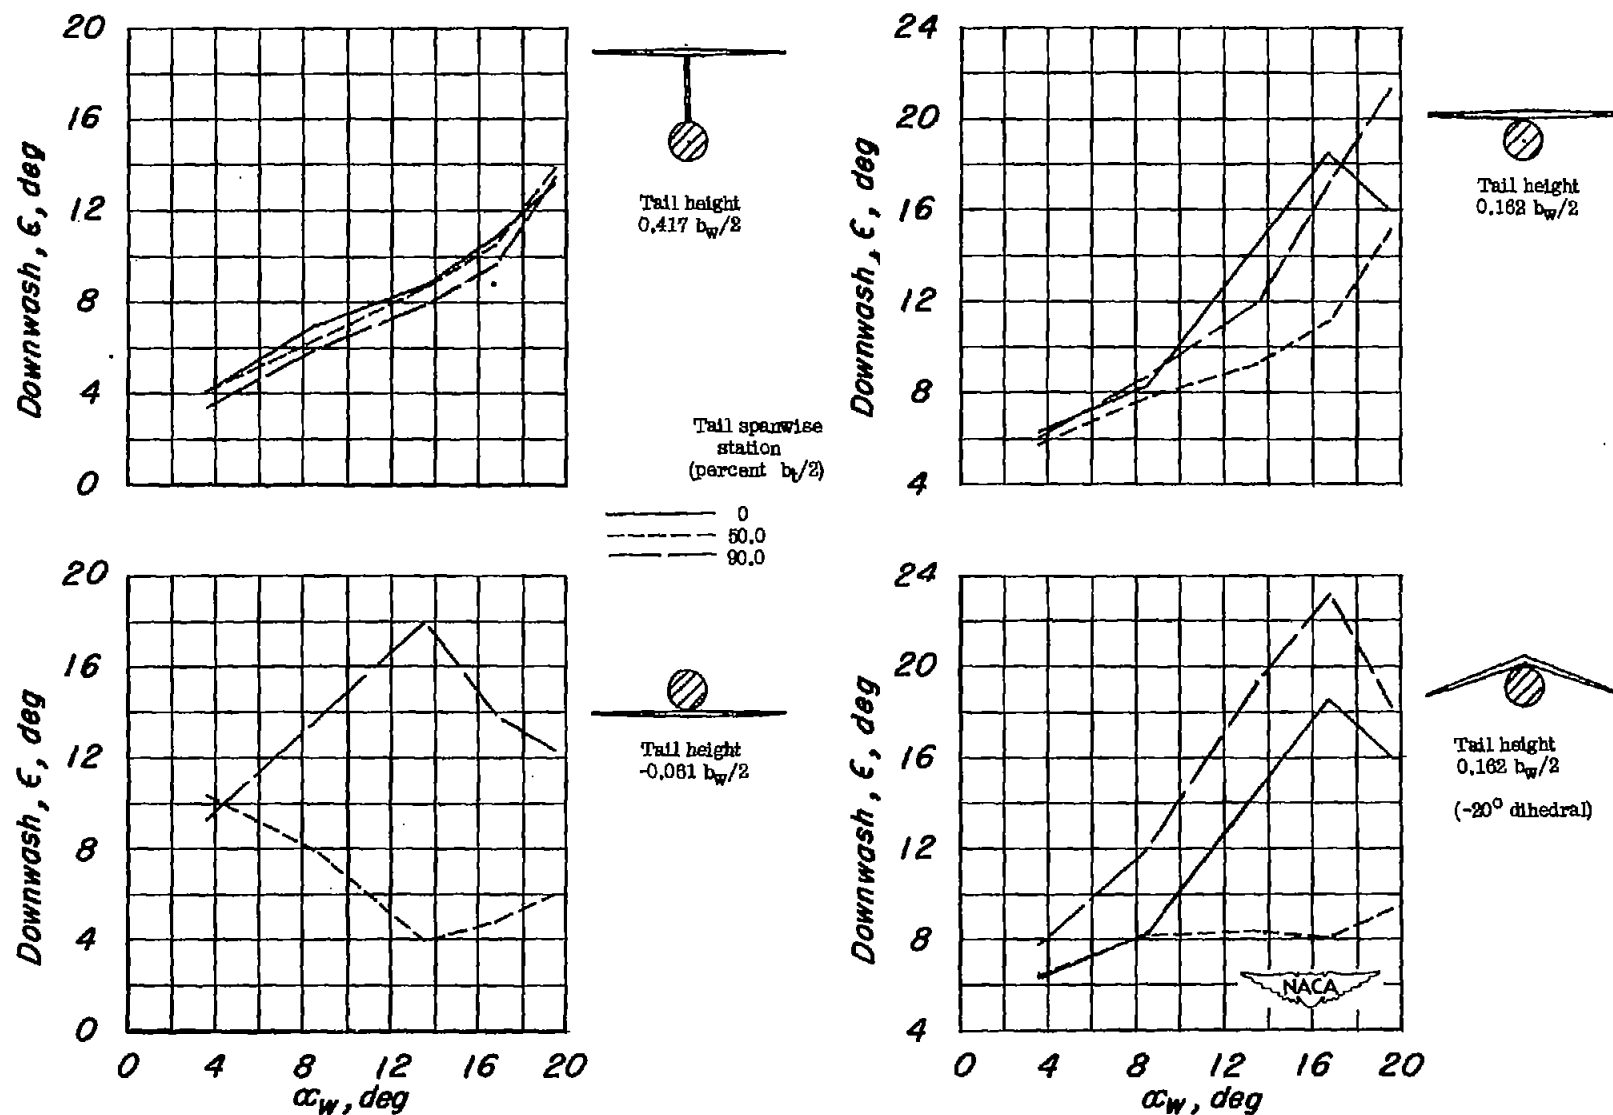 20
16
12
8
4
0
Downwash, ϵ, deg
Tail height
0.417 b_w/2
24
20
16
12
8
4
Downwash, ϵ, deg
Tail height
0.162 b_w/2
Tail spanwise
station
(percent b_t/2)
0
50.0
90.0
20
16
12
8
4
0
Downwash, ϵ, deg
0 4 8 12 16 20
α_w, deg
Tail height
-0.081 b_w/2
24
20
16
12
8
4
Downwash, ϵ, deg
0 4 8 12 16 20
α_w, deg
Tail height
0.162 b_w/2
(-20° dihedral)
NACA